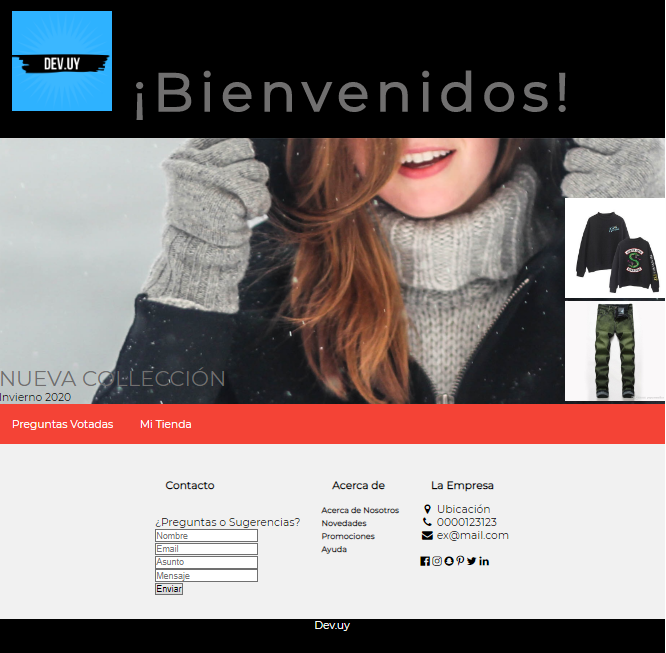 DEV.UY
¡Bienvenidos!
NUEVA COLLECCIÓN
Invierno 2020
Preguntas Votadas
Mi Tienda
Contacto
¿Preguntas o Sugerencias?
Nombre
Email
Asunto
Mensaje
Enviar
Acerca de
Acerca de Nosotros
Novedades
Promociones
Ayuda
La Empresa
Ubicación
0000123123
ex@mail.com
Dev.uy